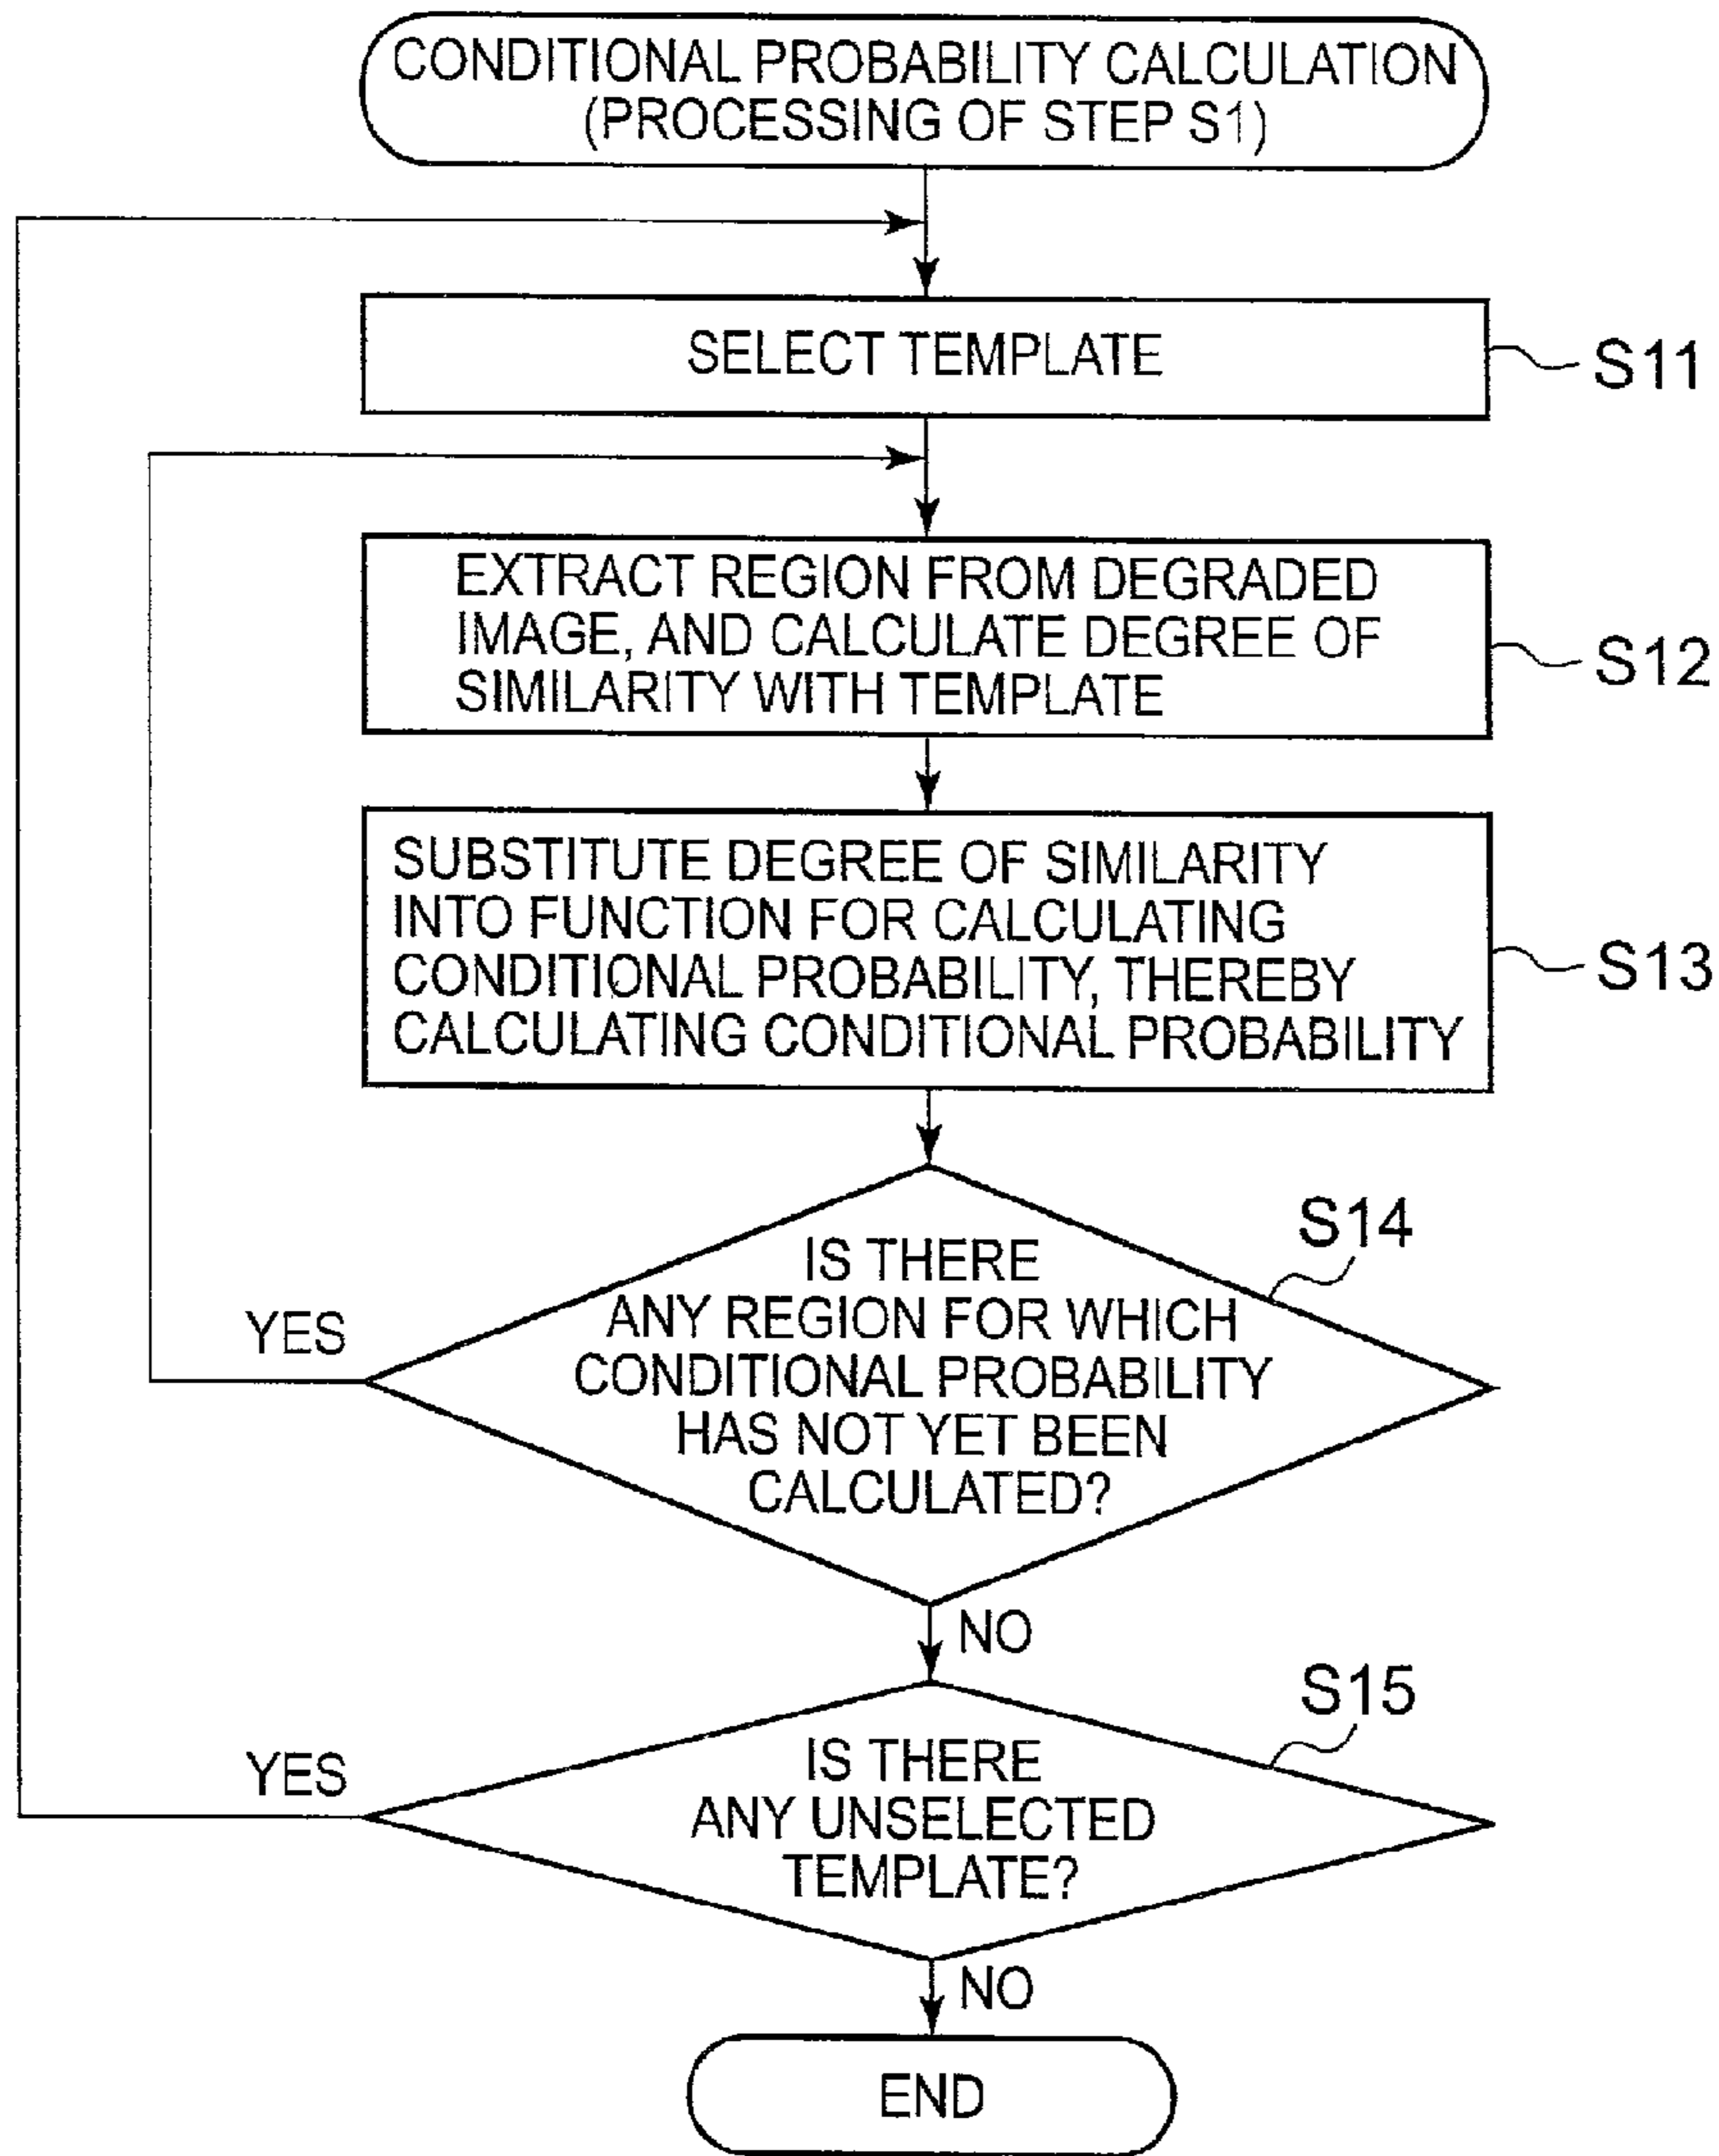 CONDITIONAL PROBABILITY CALCULATION
(PROCESSING OF STEP S1)
SELECT TEMPLATE
S11
EXTRACT REGION FROM DEGRADED
IMAGE, AND CALCULATE DEGREE OF
SIMILARITY WITH TEMPLATE
S12
SUBSTITUTE DEGREE OF SIMILARITY
INTO FUNCTION FOR CALCULATING
CONDITIONAL PROBABILITY, THEREBY
CALCULATING CONDITIONAL PROBABILITY
S13
S14
IS THERE
ANY REGION FOR WHICH
CONDITIONAL PROBABILITY
HAS NOT YET BEEN
CALCULATED?
YES
NO
S15
IS THERE
ANY UNSELECTED
TEMPLATE?
YES
NO
END